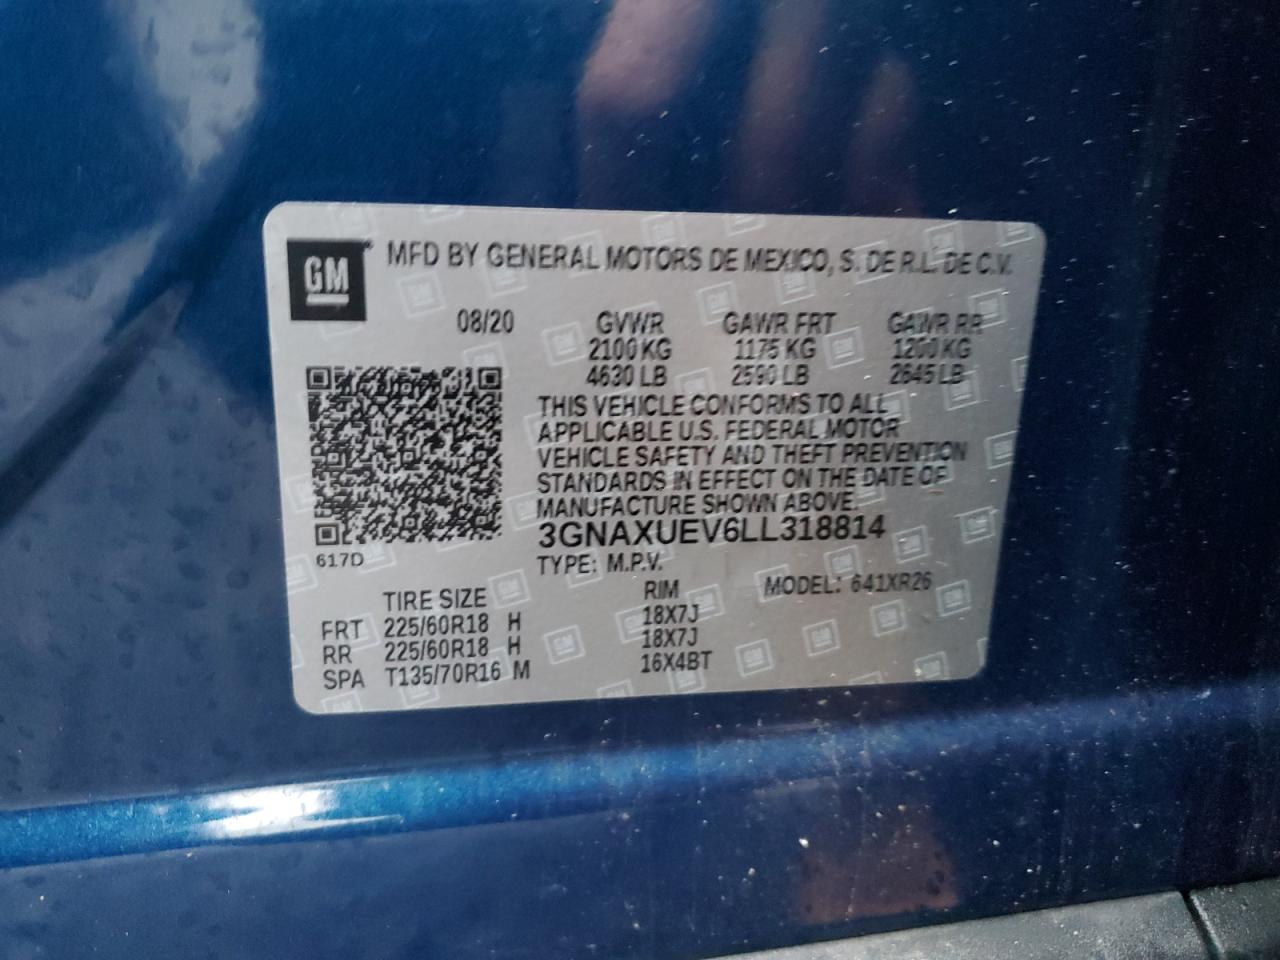 GM® MFD BY GENERAL MOTORS DE MEXICO, S. DE R.L. DE C.V.
08/20 GVWR GAWR FRT GAWR RR
2100 KG 1175 KG 1200 KG
4630 LB 2590 LB 2645 LB
THIS VEHICLE CONFORMS TO ALL
APPLICABLE U.S. FEDERAL MOTOR
VEHICLE SAFETY AND THEFT PREVENTION
STANDARDS IN EFFECT ON THE DATE OF
MANUFACTURE SHOWN ABOVE.
3GNAXUEV6LL318814
617D TYPE: M.P.V.
TIRE SIZE RIM MODEL: 641XR26
FRT 225/60R18 H 18X7J
RR 225/60R18 H 18X7J
SPA T135/70R16 M 16X4BT